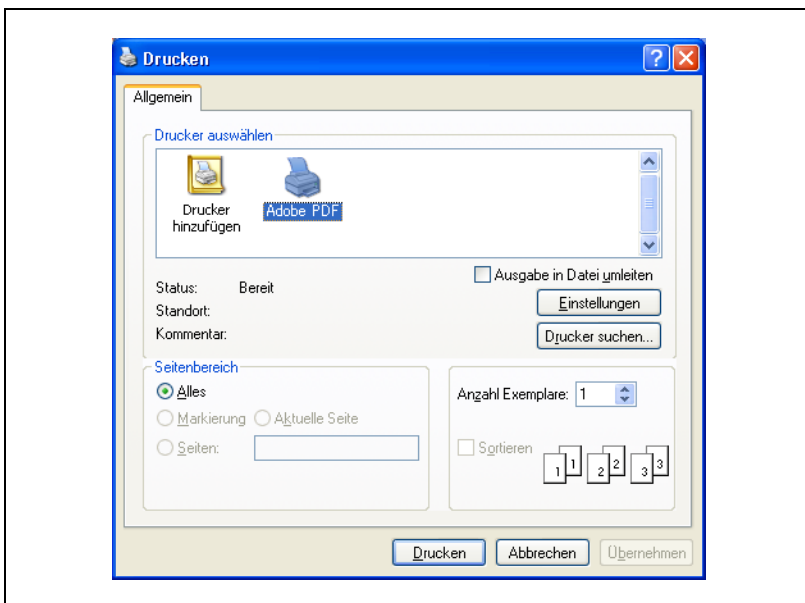 Drucken
Allgemein
Drucker auswählen
Drucker
hinzufügen
Adobe PDF
Status: Bereit
Standort:
Kommentar:
Ausgabe in Datei umleiten
Einstellungen
Drucker suchen...
Seitenbereich
Alles
Markierung Aktuelle Seite
Seiten:
Anzahl Exemplare: 1
Sortieren
1 1 2 2 3 3
Drucken Abbrechen Übernehmen